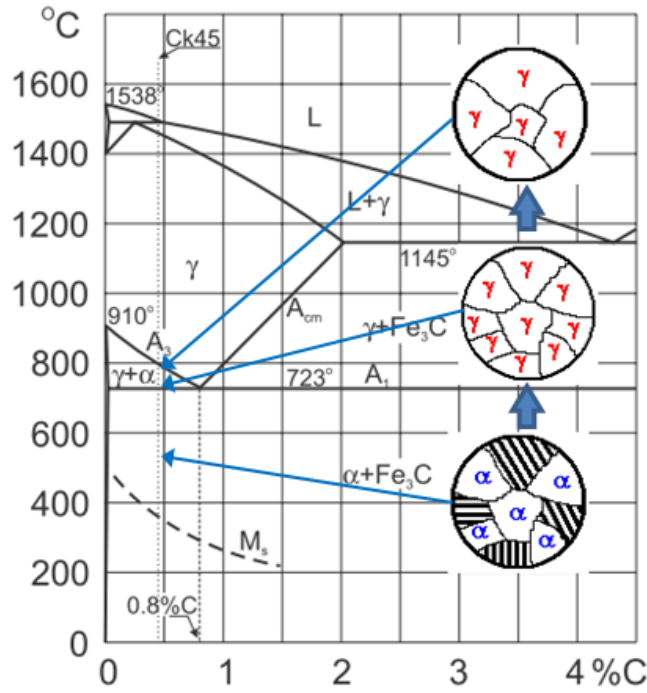 °C
Ck45
1600
1538°
L
1400
L+γ
1200
1145°
γ
1000
910°
A₃
Acm
γ+Fe₃C
800
γ+α
723°
A₁
600
α+Fe₃C
400
Mₛ
200
0.8%C
0
0 1 2 3 4 %C
γ
γ γ γ
γ
γ
γ γ
γ γ γ
γ γ
α α
α
α α